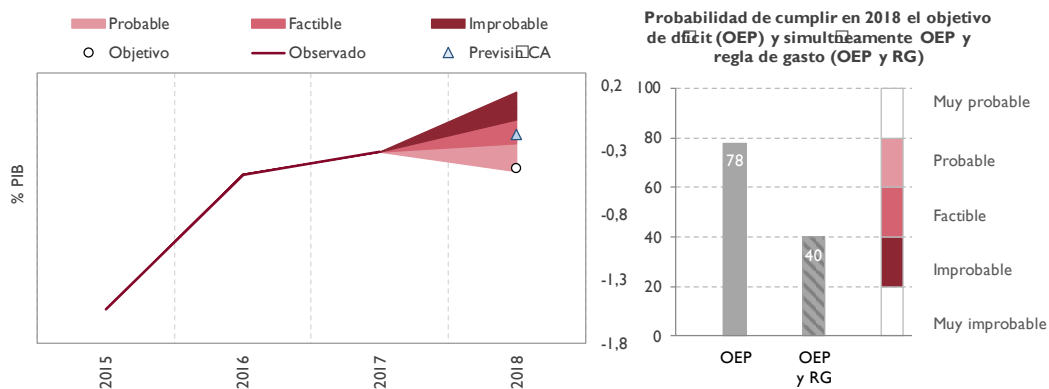 Probable
Factible
Improbable
Objetivo
Observado
Previsi□CA
% PIB
0,2
-0,3
-0,8
-1,3
-1,8
2015
2016
2017
2018
Probabilidad de cumplir en 2018 el objetivo
de df□cit (OEP) y simultn□eamente OEP y
regla de gasto (OEP y RG)
100
80
60
40
20
0
78
40
OEP
OEP
y RG
Muy probable
Probable
Factible
Improbable
Muy improbable